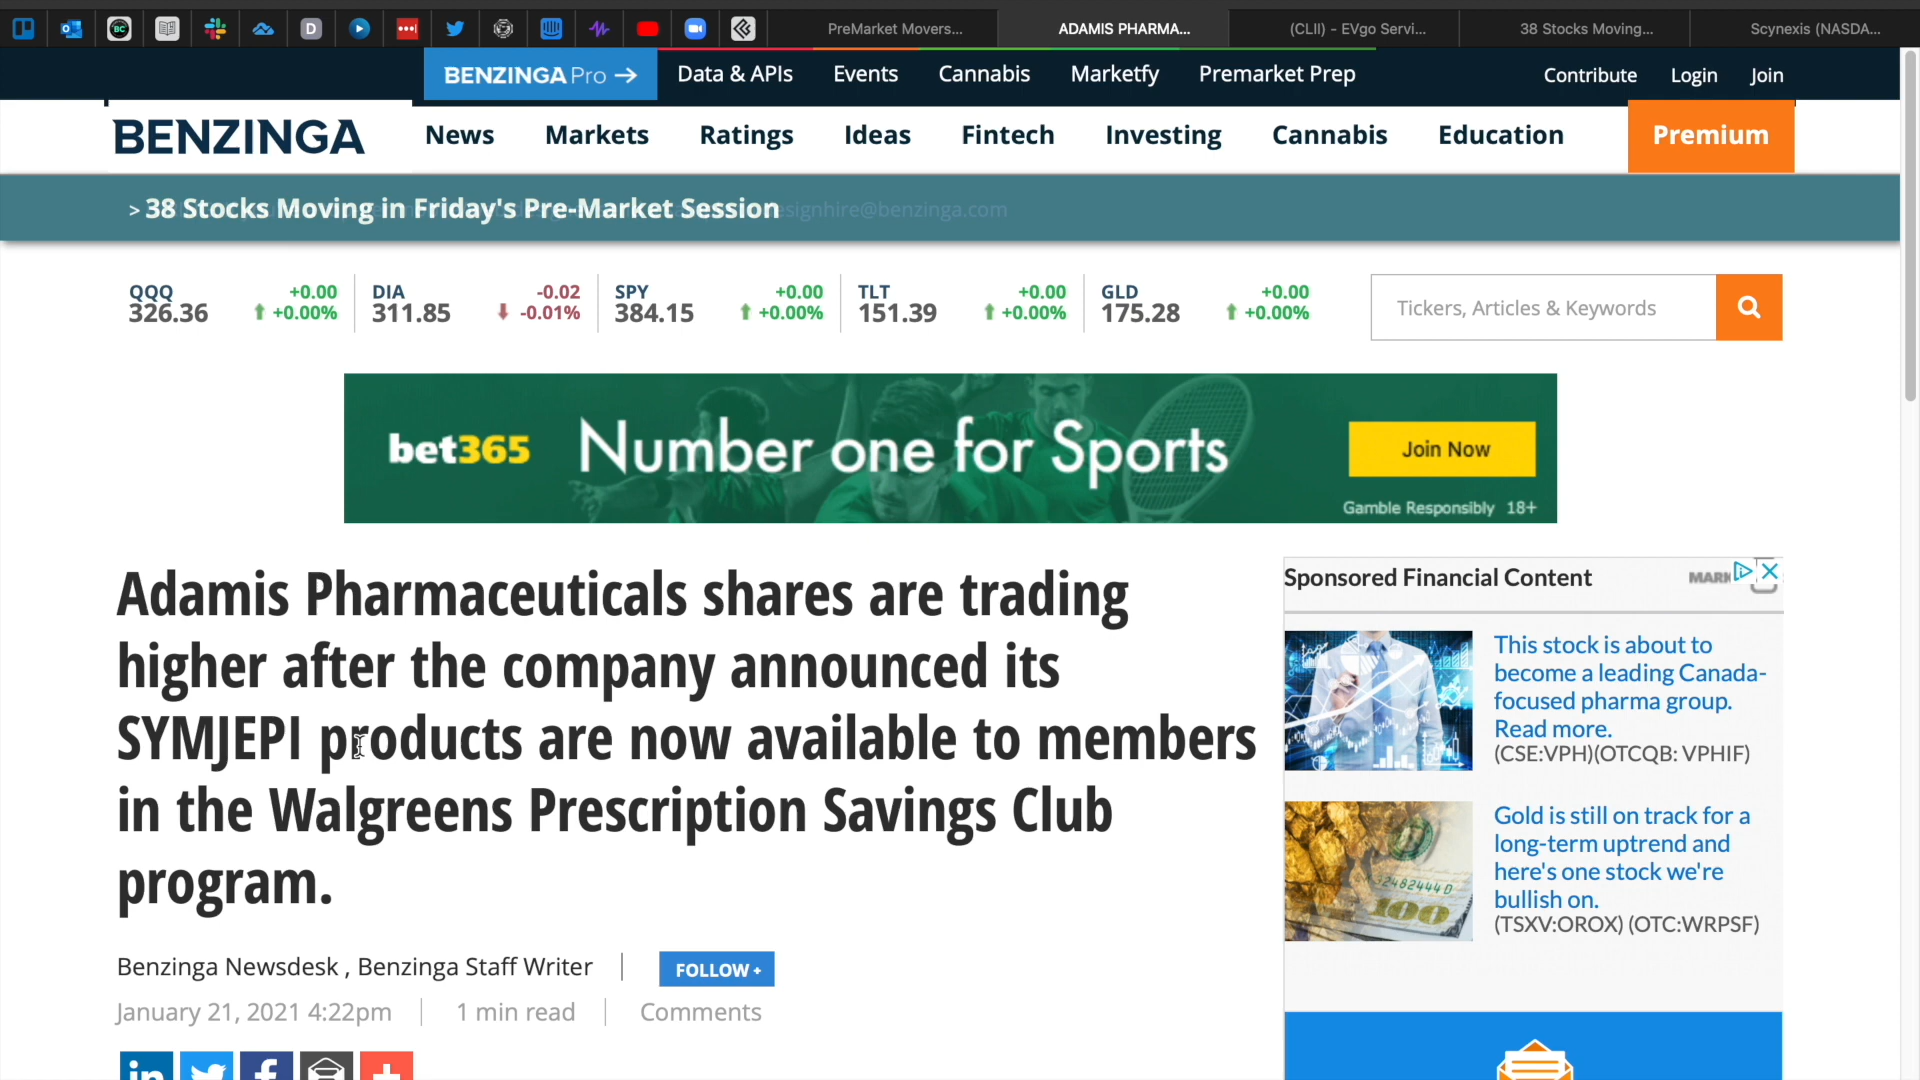 PreMarket Movers...
ADAMIS PHARMA...
(CLII) - EVgo Servi...
38 Stocks Moving...
Scynexis (NASDA...
BENZINGA Pro →
Data & APIs
Events
Cannabis
Marketfy
Premarket Prep
Contribute
Login
Join
BENZINGA
News
Markets
Ratings
Ideas
Fintech
Investing
Cannabis
Education
Premium
> 38 Stocks Moving in Friday's Pre-Market Session
esignhire@benzinga.com
QQQ +0.00
326.36 +0.00%
DIA -0.02
311.85 -0.01%
SPY +0.00
384.15 +0.00%
TLT +0.00
151.39 +0.00%
GLD +0.00
175.28 +0.00%
Tickers, Articles & Keywords
bet365
Number one for Sports
Join Now
Gamble Responsibly 18+
Adamis Pharmaceuticals shares are trading
higher after the company announced its
SYMJEPI products are now available to members
in the Walgreens Prescription Savings Club
program.
Benzinga Newsdesk , Benzinga Staff Writer
FOLLOW +
January 21, 2021 4:22pm
1 min read
Comments
Sponsored Financial Content
This stock is about to
become a leading Canada-
focused pharma group.
Read more.
(CSE:VPH)(OTCQB: VPHIF)
Gold is still on track for a
long-term uptrend and
here's one stock we're
bullish on.
(TSXV:OROX) (OTC:WRPSF)